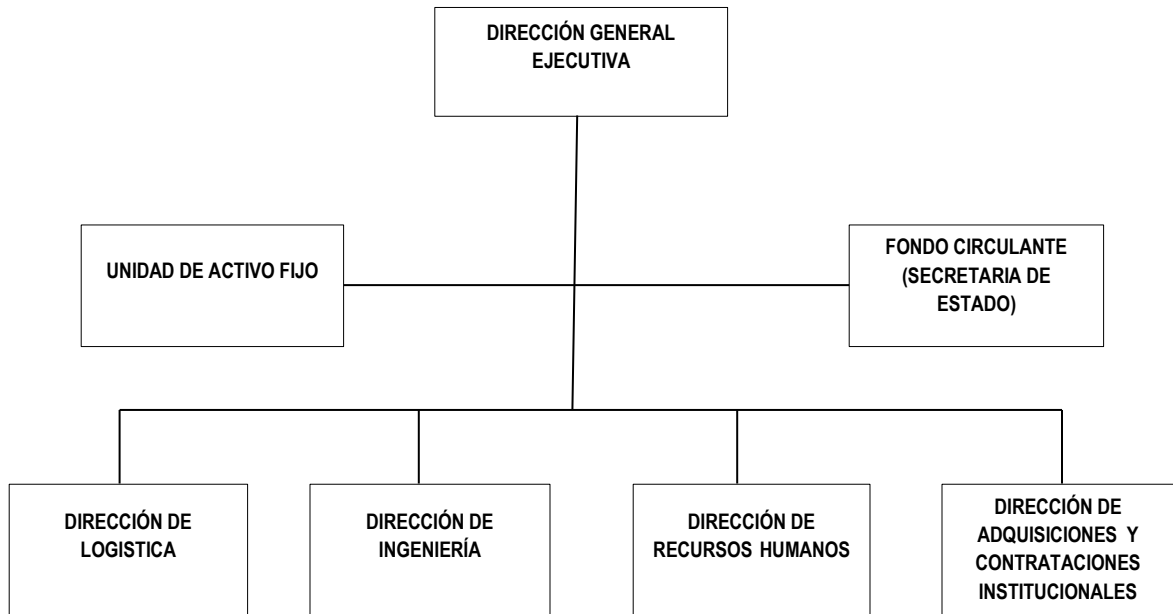 DIRECCIÓN GENERAL
EJECUTIVA
UNIDAD DE ACTIVO FIJO
FONDO CIRCULANTE
(SECRETARIA DE
ESTADO)
DIRECCIÓN DE
LOGISTICA
DIRECCIÓN DE
INGENIERÍA
DIRECCIÓN DE
RECURSOS HUMANOS
DIRECCIÓN DE
ADQUISICIONES Y
CONTRATACIONES
INSTITUCIONALES